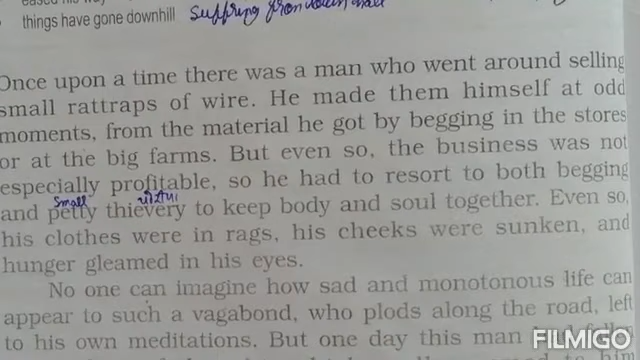 things have gone downhill suffring from
Once upon a time there was a man who went around selling
small rattraps of wire. He made them himself at odd
moments, from the material he got by begging in the stores
or at the big farms. But even so, the business was not
especially profitable, so he had to resort to both begging
small
and petty thievery to keep body and soul together. Even so,
his clothes were in rags, his cheeks were sunken, and
hunger gleamed in his eyes.
No one can imagine how sad and monotonous life can
appear to such a vagabond, who plods along the road, left
to his own meditations. But one day this man
FILMIGO